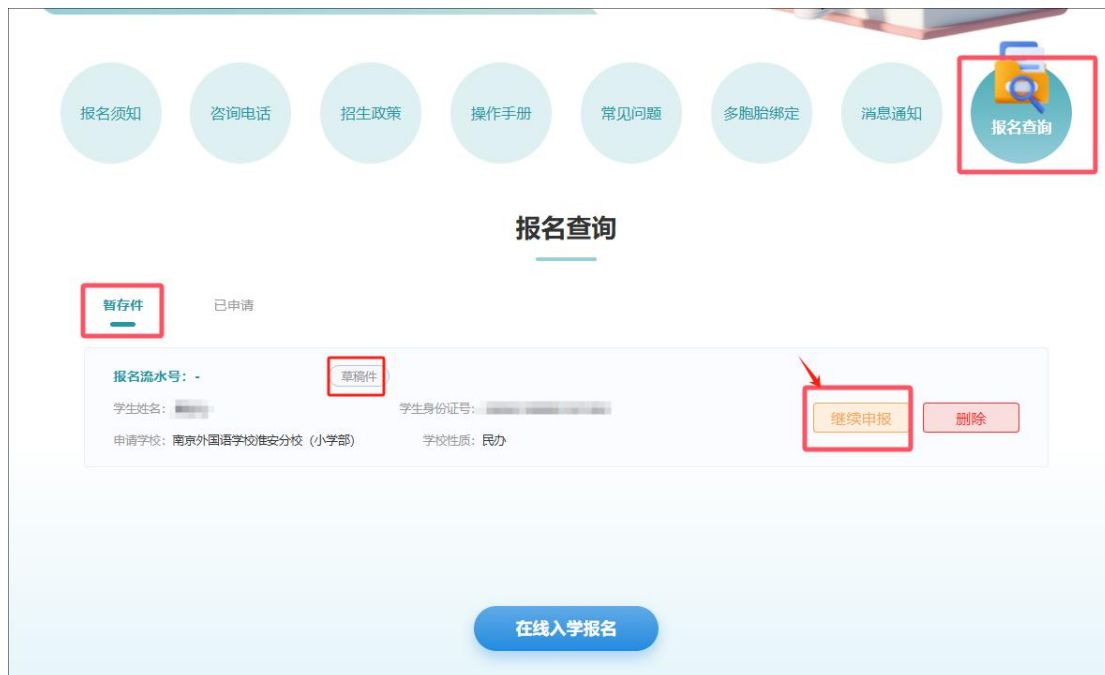 报名须知 咨询电话 招生政策 操作手册 常见问题 多胞胎绑定 消息通知 报名查询
报名查询
暂存件 已申请
报名流水号：- 草稿件
学生姓名： 学生身份证号：
继续申报 删除
申请学校：南京外国语学校淮安分校（小学部） 学校性质：民办
在线入学报名